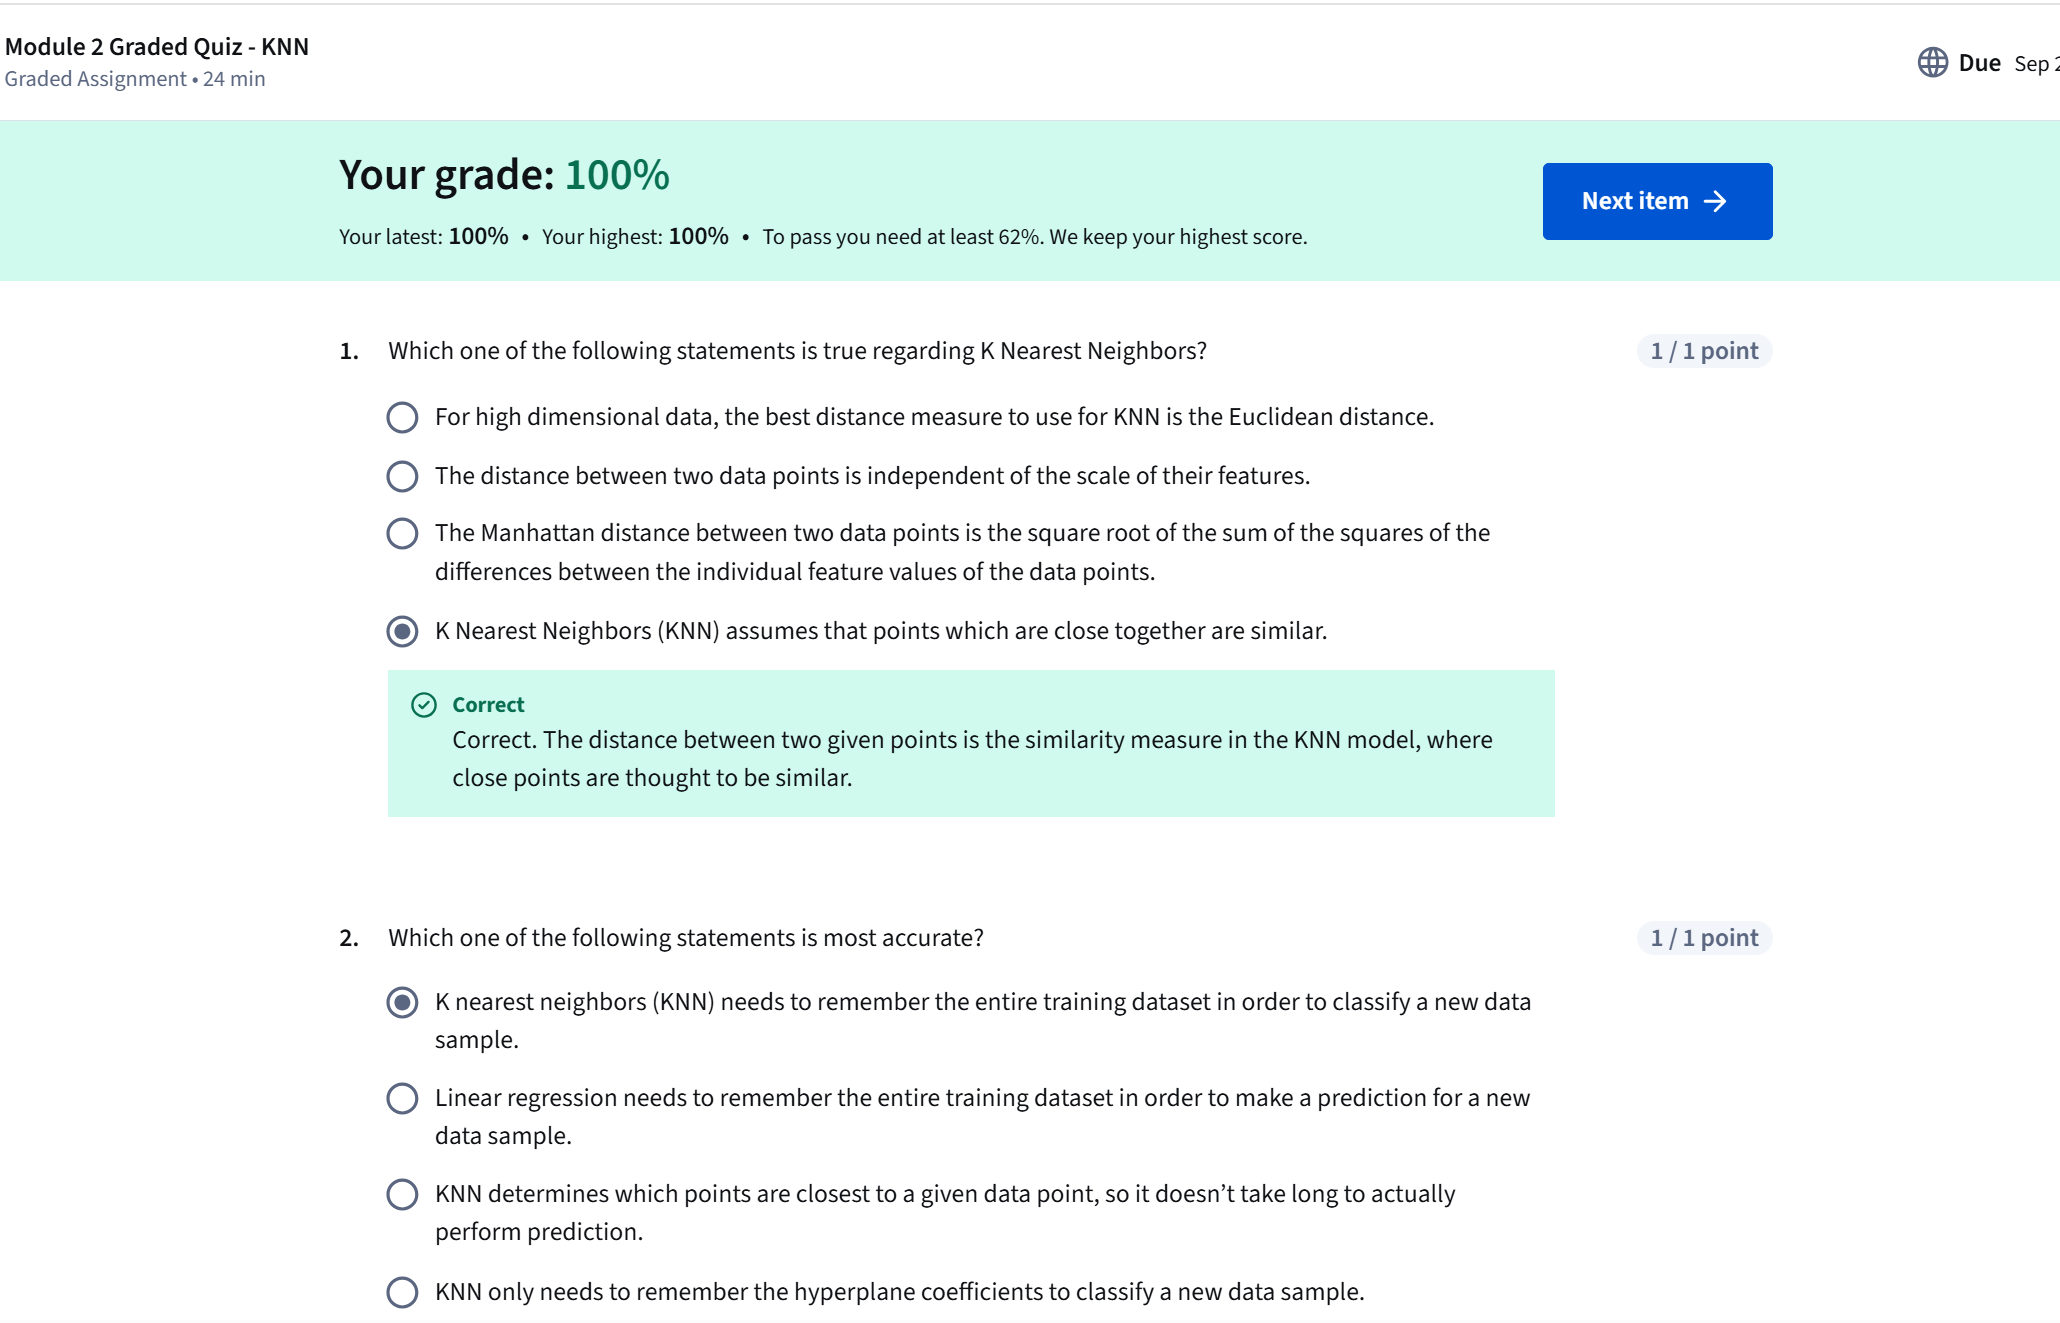 Module 2 Graded Quiz - KNN
Graded Assignment • 24 min
Due Sep
Your grade: 100%
Next item
Your latest: 100% • Your highest: 100% • To pass you need at least 62%. We keep your highest score.
1. Which one of the following statements is true regarding K Nearest Neighbors?
1 / 1 point
For high dimensional data, the best distance measure to use for KNN is the Euclidean distance.
The distance between two data points is independent of the scale of their features.
The Manhattan distance between two data points is the square root of the sum of the squares of the
differences between the individual feature values of the data points.
K Nearest Neighbors (KNN) assumes that points which are close together are similar.
Correct
Correct. The distance between two given points is the similarity measure in the KNN model, where
close points are thought to be similar.
2. Which one of the following statements is most accurate?
1 / 1 point
K nearest neighbors (KNN) needs to remember the entire training dataset in order to classify a new data
sample.
Linear regression needs to remember the entire training dataset in order to make a prediction for a new
data sample.
KNN determines which points are closest to a given data point, so it doesn’t take long to actually
perform prediction.
KNN only needs to remember the hyperplane coefficients to classify a new data sample.